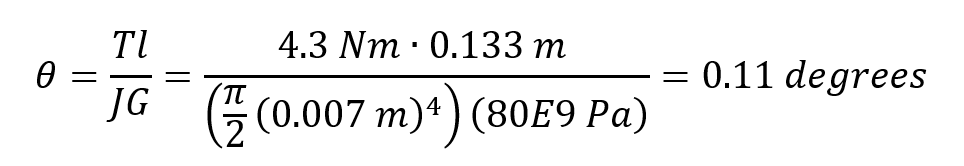 θ = Tl/JG = 4.3 Nm · 0.133 m / (π/2 (0.007 m)⁴) (80E9 Pa) = 0.11 degrees